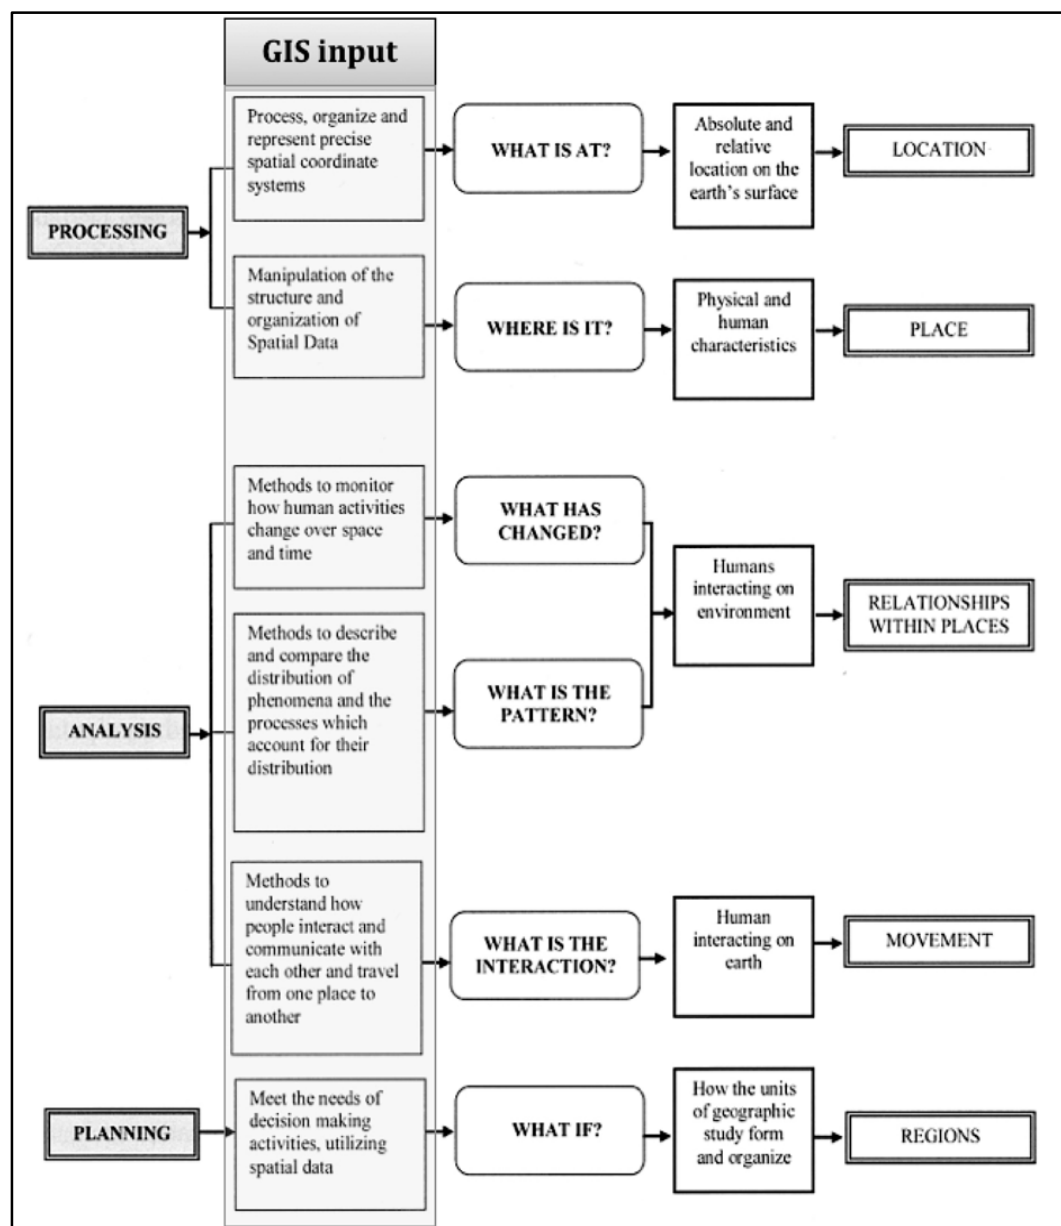 GIS input
Process, organize and
represent precise
spatial coordinate
systems
WHAT IS AT?
Absolute and
relative
location on the
earth's surface
LOCATION
PROCESSING
Manipulation of the
structure and
organization of
Spatial Data
WHERE IS IT?
Physical and
human
characteristics
PLACE
Methods to monitor
how human activities
change over space
and time
WHAT HAS
CHANGED?
Humans
interacting on
environment
RELATIONSHIPS
WITHIN PLACES
ANALYSIS
Methods to describe
and compare the
distribution of
phenomena and the
processes which
account for their
distribution
WHAT IS THE
PATTERN?
Methods to
understand how
people interact and
communicate with
each other and travel
from one place to
another
WHAT IS THE
INTERACTION?
Human
interacting on
earth
MOVEMENT
PLANNING
Meet the needs of
decision making
activities, utilizing
spatial data
WHAT IF?
How the units
of geographic
study form
and organize
REGIONS